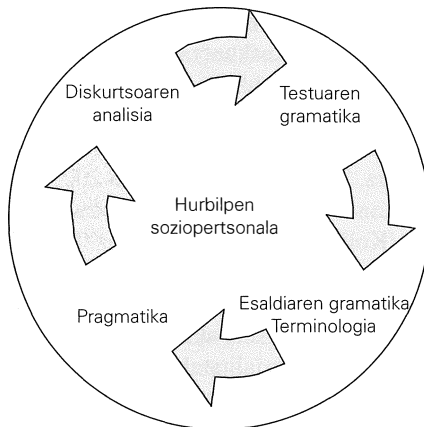 Diskurtsoaren
analisia
Testuaren
gramatika
Hurbilpen
soziopertsonala
Pragmatika
Esaldiaren gramatika
Terminologia